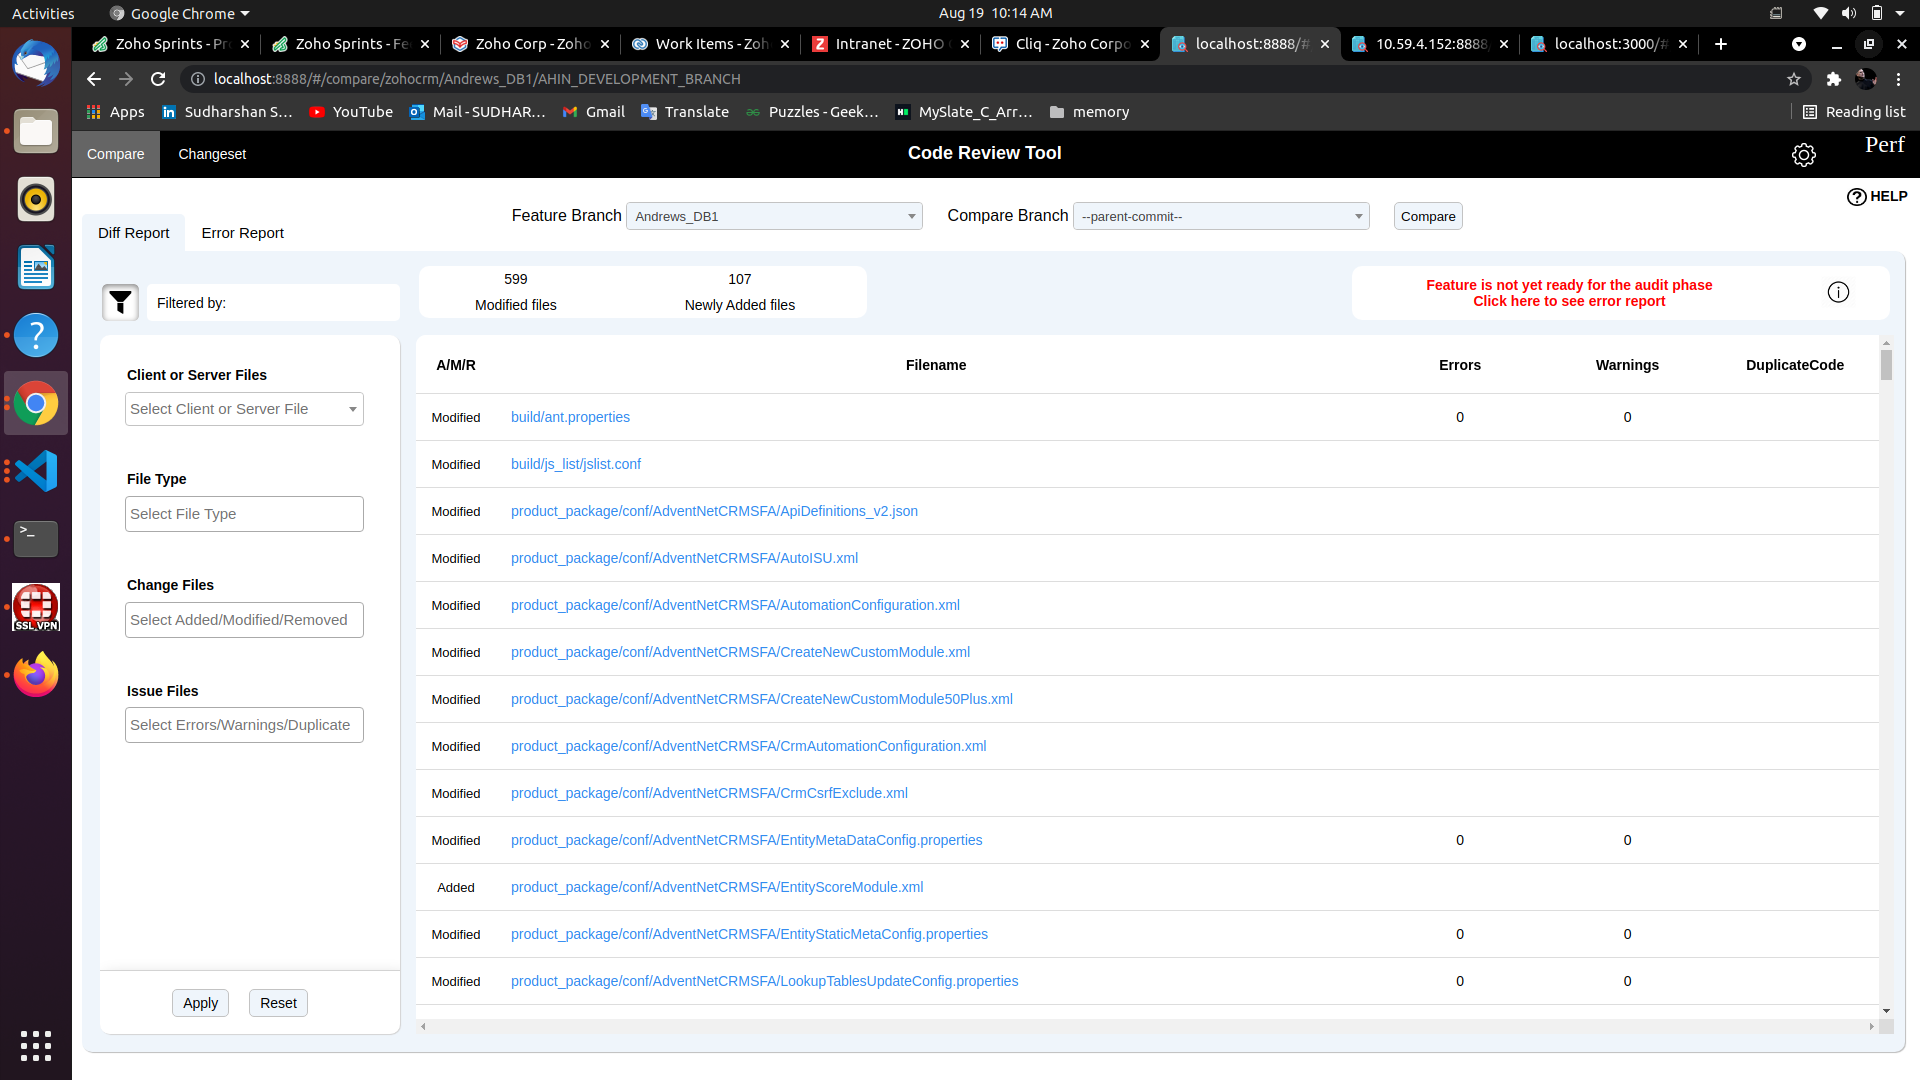 Activities
Google Chrome
Aug 19 10:14 AM
Zoho Sprints - Pr
Zoho Sprints - Fe
Zoho Corp - Zoho
Work Items - Zoh
Intranet - ZOHO
Cliq - Zoho Corpo
localhost:8888/#
10.59.4.152:8888
localhost:3000/#
localhost:8888/#/compare/zohocrm/Andrews_DB1/AHIN_DEVELOPMENT_BRANCH
Apps
Sudharshan S...
YouTube
Mail - SUDHAR...
Gmail
Translate
Puzzles - Geek...
MySlate_C_Arr...
memory
Reading list
Compare
Changeset
Code Review Tool
Perf
HELP
Feature Branch
Andrews_DB1
Compare Branch
--parent-commit--
Compare
Diff Report
Error Report
Filtered by:
599
Modified files
107
Newly Added files
Feature is not yet ready for the audit phase
Click here to see error report
Client or Server Files
Select Client or Server File
File Type
Select File Type
Change Files
Select Added/Modified/Removed
Issue Files
Select Errors/Warnings/Duplicate
Apply
Reset
A/M/R Filename Errors Warnings DuplicateCode
Modified build/ant.properties 0 0
Modified build/js_list/jslist.conf
Modified product_package/conf/AdventNetCRMSFA/ApiDefinitions_v2.json
Modified product_package/conf/AdventNetCRMSFA/AutoISU.xml
Modified product_package/conf/AdventNetCRMSFA/AutomationConfiguration.xml
Modified product_package/conf/AdventNetCRMSFA/CreateNewCustomModule.xml
Modified product_package/conf/AdventNetCRMSFA/CreateNewCustomModule50Plus.xml
Modified product_package/conf/AdventNetCRMSFA/CrmAutomationConfiguration.xml
Modified product_package/conf/AdventNetCRMSFA/CrmCsrfExclude.xml
Modified product_package/conf/AdventNetCRMSFA/EntityMetaDataConfig.properties 0 0
Added product_package/conf/AdventNetCRMSFA/EntityScoreModule.xml
Modified product_package/conf/AdventNetCRMSFA/EntityStaticMetaConfig.properties 0 0
Modified product_package/conf/AdventNetCRMSFA/LookupTablesUpdateConfig.properties 0 0
SSL VPN